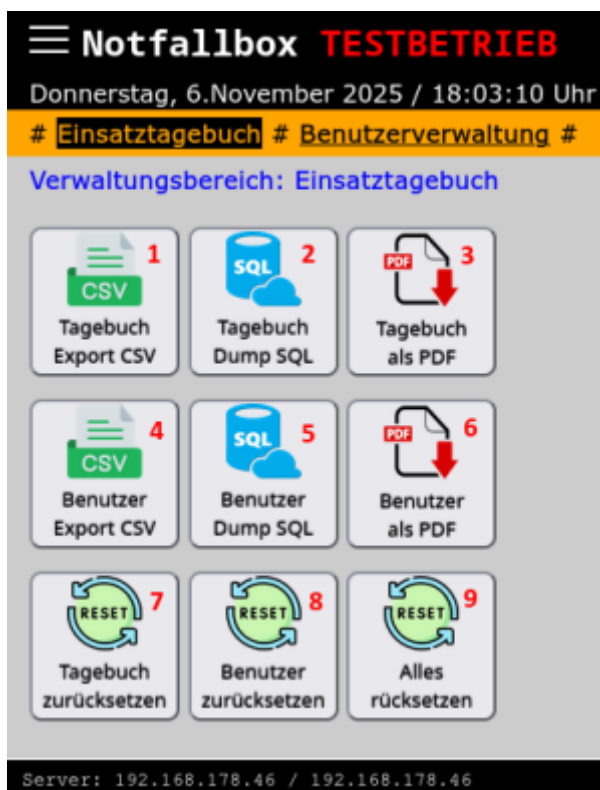 Notfallbox TESTBETRIEB
Donnerstag, 6.November 2025 / 18:03:10 Uhr
# Einsatztagebuch # Benutzerverwaltung #
Verwaltungsbereich: Einsatztagebuch
CSV 1
Tagebuch
Export CSV
SQL 2
Tagebuch
Dump SQL
PDF 3
Tagebuch
als PDF
CSV 4
Benutzer
Export CSV
SQL 5
Benutzer
Dump SQL
PDF 6
Benutzer
als PDF
RESET 7
Tagebuch
zurücksetzen
RESET 8
Benutzer
zurücksetzen
RESET 9
Alles
rücksetzen
Server: 192.168.178.46 / 192.168.178.46